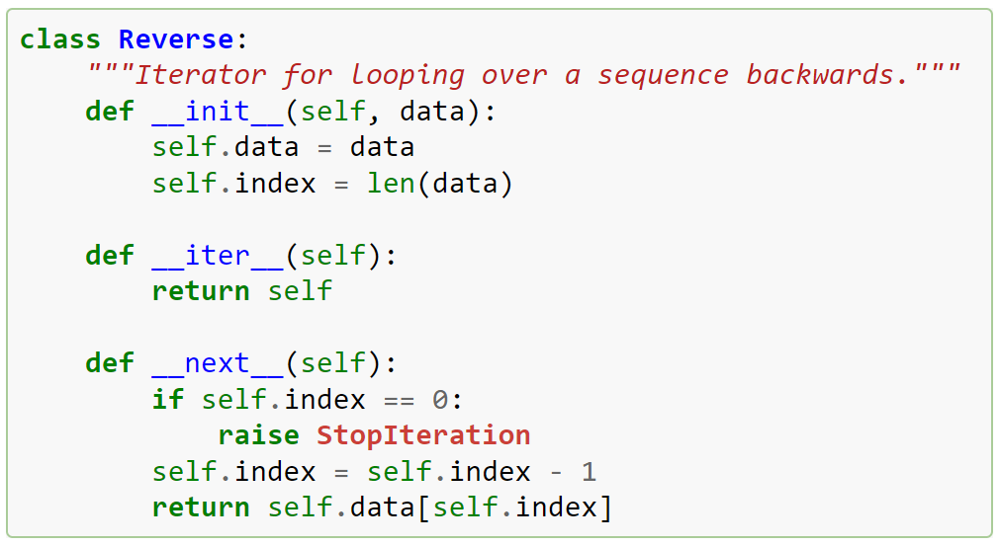 class Reverse:
    """Iterator for looping over a sequence backwards."""
    def __init__(self, data):
        self.data = data
        self.index = len(data)

    def __iter__(self):
        return self

    def __next__(self):
        if self.index == 0:
            raise StopIteration
        self.index = self.index - 1
        return self.data[self.index]